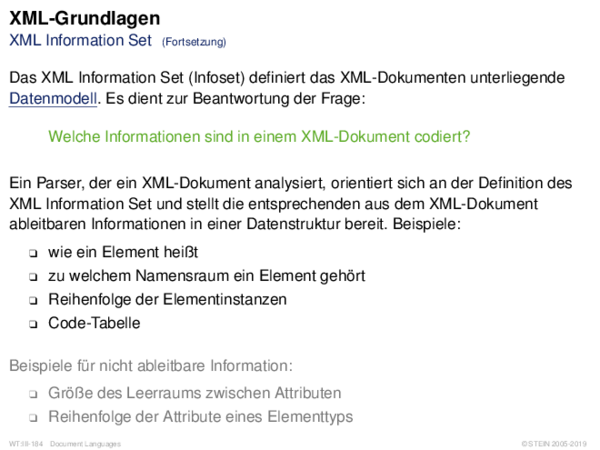 XML-Grundlagen
XML Information Set (Fortsetzung)
Das XML Information Set (Infoset) definiert das XML-Dokumenten unterliegende
Datenmodell. Es dient zur Beantwortung der Frage:
Welche Informationen sind in einem XML-Dokument codiert?
Ein Parser, der ein XML-Dokument analysiert, orientiert sich an der Definition des
XML Information Set und stellt die entsprechenden aus dem XML-Dokument
ableitbaren Informationen in einer Datenstruktur bereit. Beispiele:
❑ wie ein Element heißt
❑ zu welchem Namensraum ein Element gehört
❑ Reihenfolge der Elementinstanzen
❑ Code-Tabelle
Beispiele für nicht ableitbare Information:
❑ Größe des Leerraums zwischen Attributen
❑ Reihenfolge der Attribute eines Elementtyps
WT:III-184 Document Languages © STEIN 2005-2019